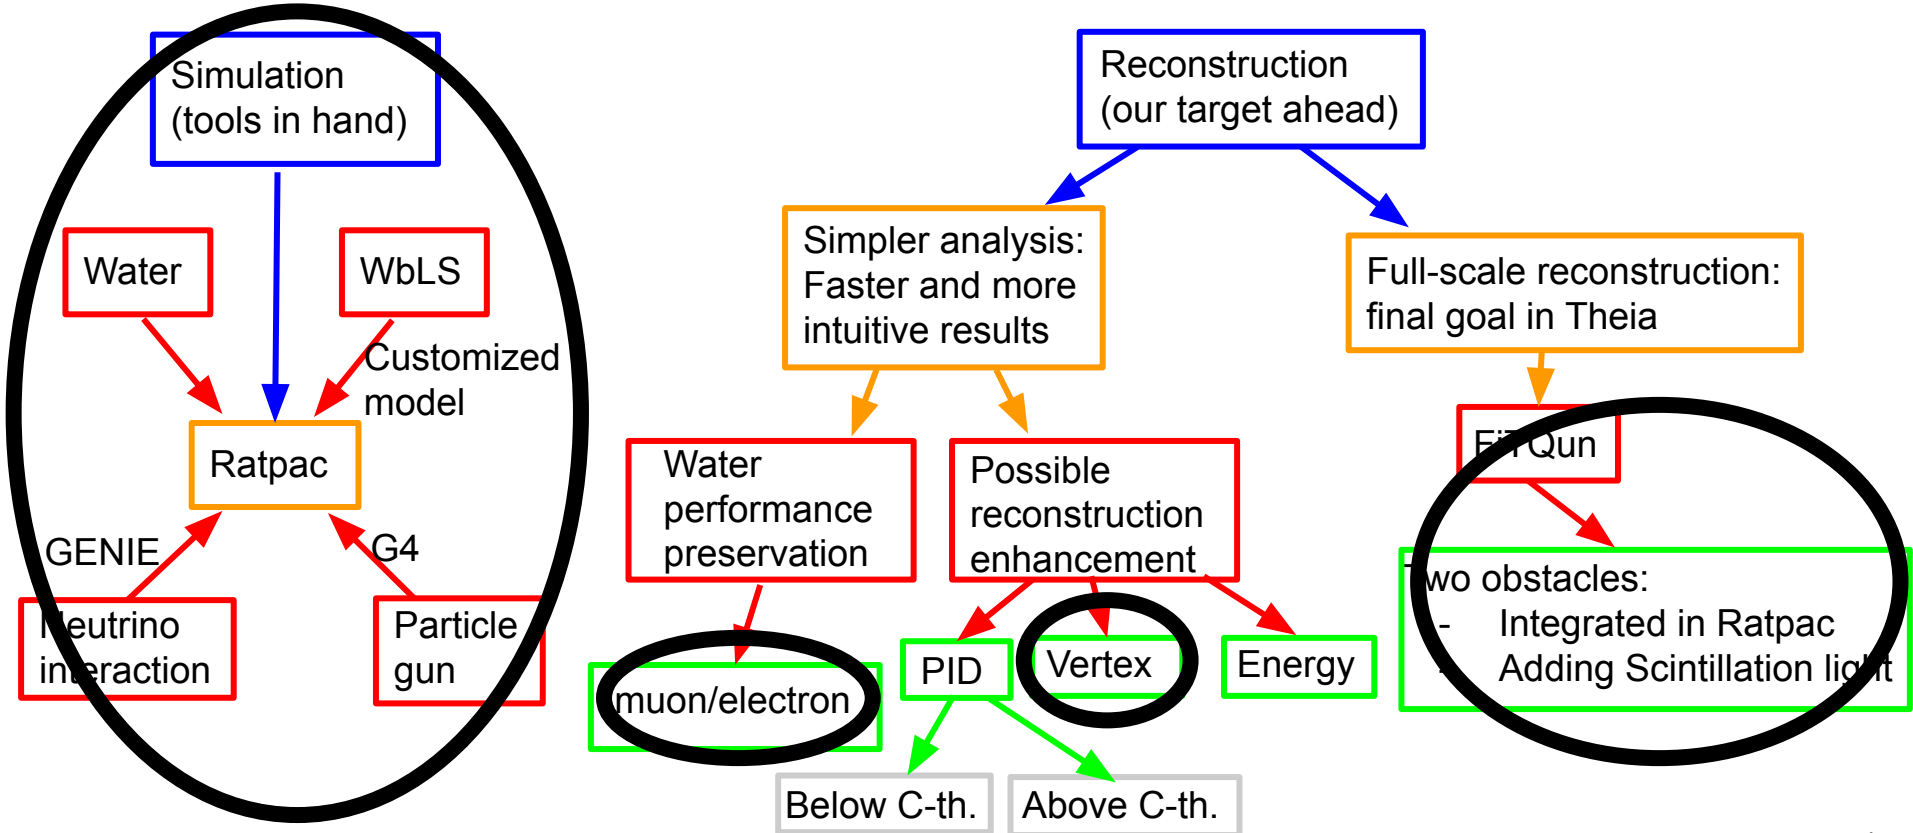 Simulation
(tools in hand)
Water
WbLS
Customized
model
Ratpac
GENIE
G4
Neutrino
interaction
Particle
gun
Reconstruction
(our target ahead)
Simpler analysis:
Faster and more
intuitive results
Full-scale reconstruction:
final goal in Theia
Water
performance
preservation
Possible
reconstruction
enhancement
FiTQun
muon/electron
PID
Vertex
Energy
Two obstacles:
- Integrated in Ratpac
- Adding Scintillation light
Below C-th.
Above C-th.